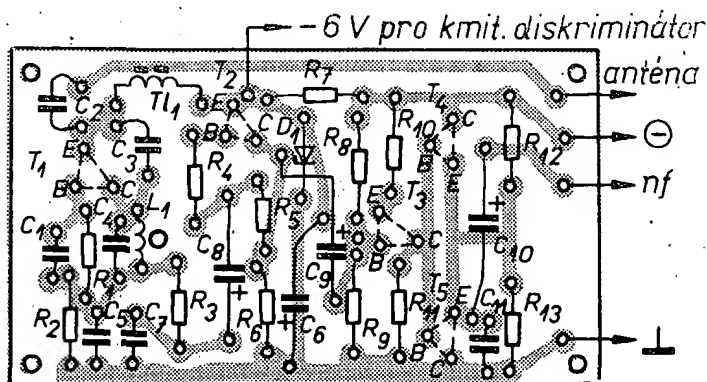 – 6 V pro kmit. diskriminátor
anténa
⊖
nf
T2 R7
C2 Tl1 E T4
C D1 R10 C R12
T1 E C3 B R8 B
R4 T3 E
B C R5 E
C1 C4 L1 C8 C9 C C10
B T5
R1 E
R2 C5 C7 R3 R6 C6 R9 R11 B C11 R13
C